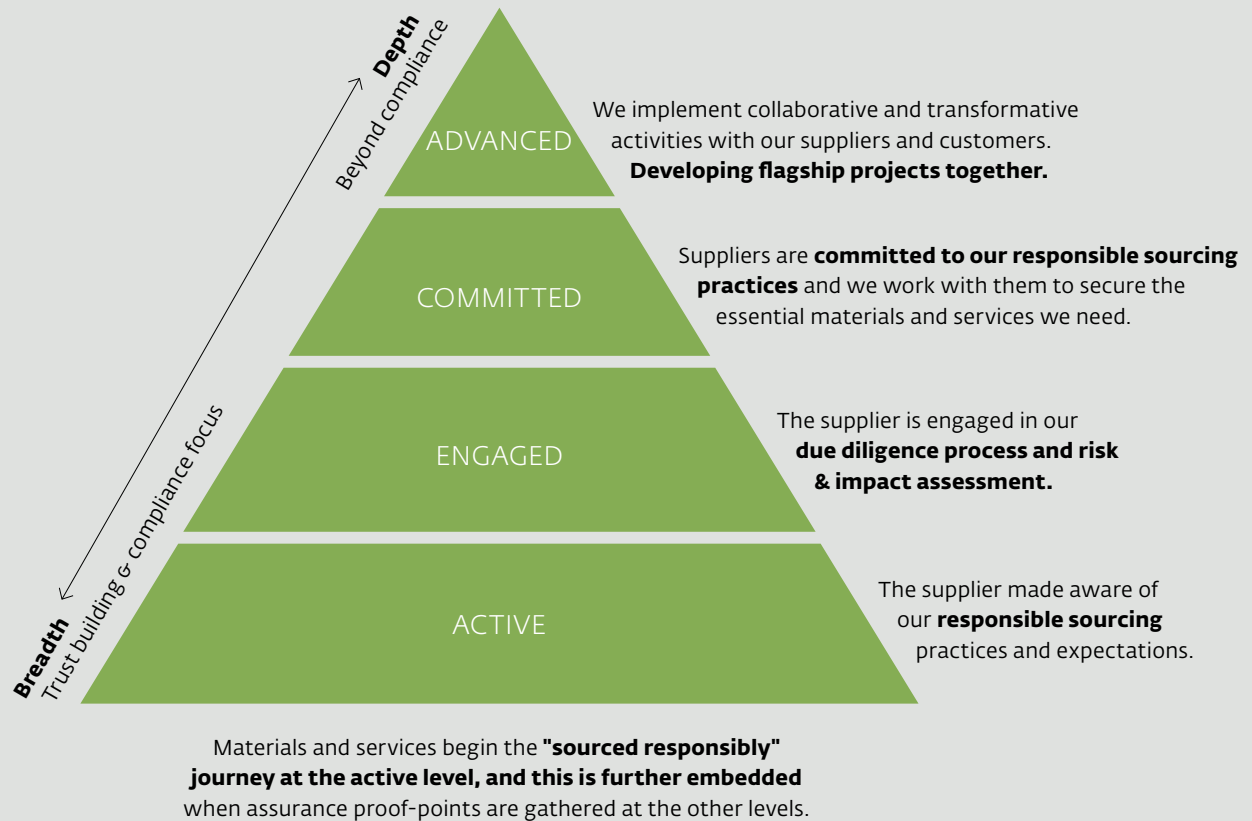 Depth
Beyond compliance
ADVANCED
We implement collaborative and transformative
activities with our suppliers and customers.
Developing flagship projects together.
COMMITTED
Suppliers are committed to our responsible sourcing
practices and we work with them to secure the
essential materials and services we need.
ENGAGED
The supplier is engaged in our
due diligence process and risk
& impact assessment.
Breadth
Trust building & compliance focus
ACTIVE
The supplier made aware of
our responsible sourcing
practices and expectations.
Materials and services begin the "sourced responsibly"
journey at the active level, and this is further embedded
when assurance proof-points are gathered at the other levels.